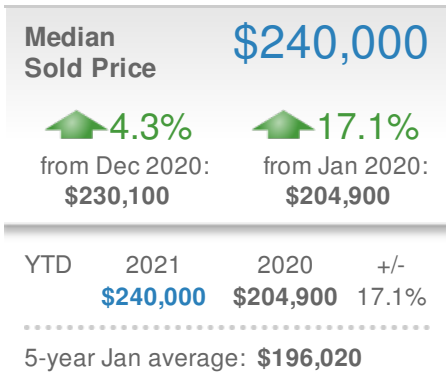 Median $240,000
Sold Price
4.3% 17.1%
from Dec 2020: from Jan 2020:
$230,100 $204,900
YTD 2021 2020 +/-
$240,000 $204,900 17.1%
5-year Jan average: $196,020